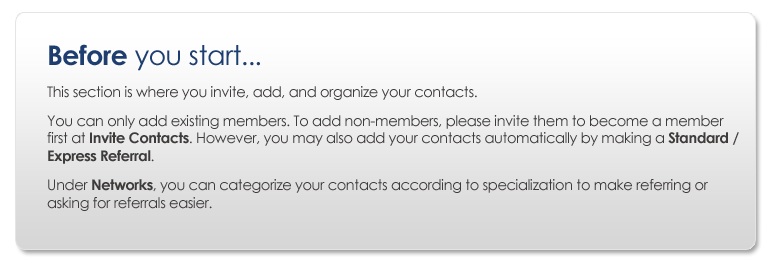 Before you start...
This section is where you invite, add, and organize your contacts.
You can only add existing members. To add non-members, please invite them to become a member
first at Invite Contacts. However, you may also add your contacts automatically by making a Standard /
Express Referral.
Under Networks, you can categorize your contacts according to specialization to make referring or
asking for referrals easier.